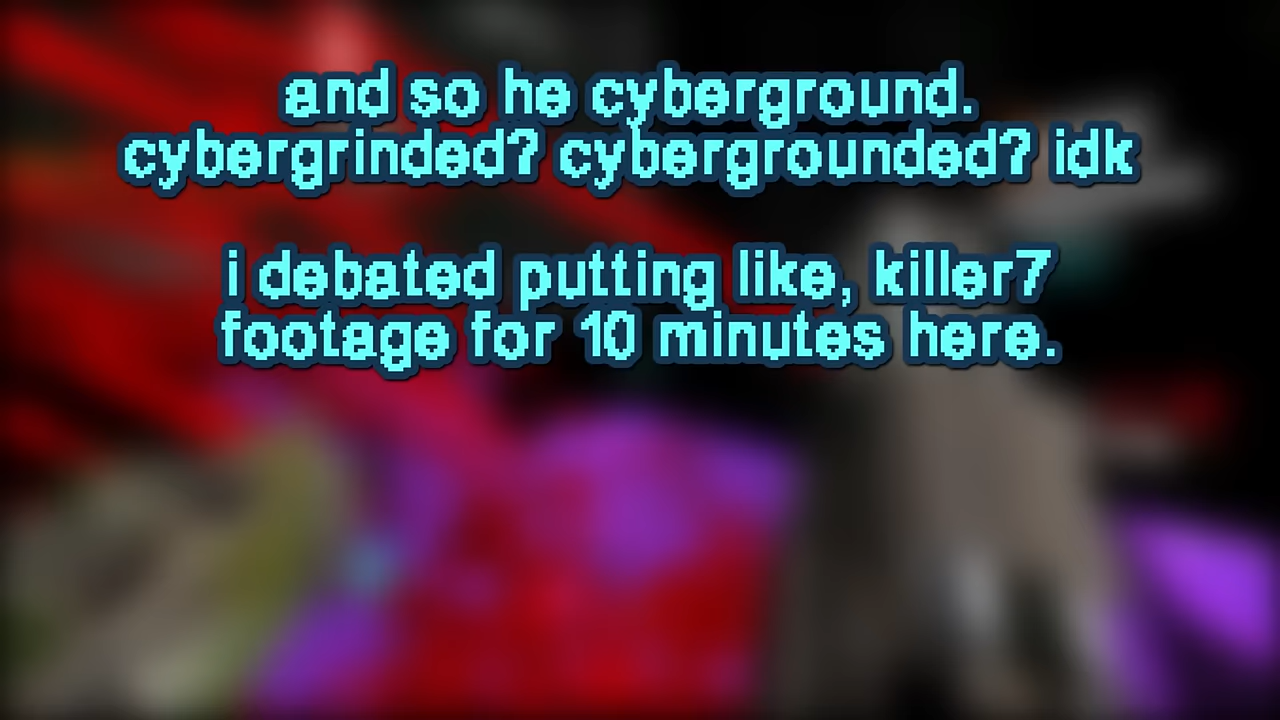 and so he cyberground.
cybergrinded? cybergrounded? idk
i debated putting like, killer7
footage for 10 minutes here.